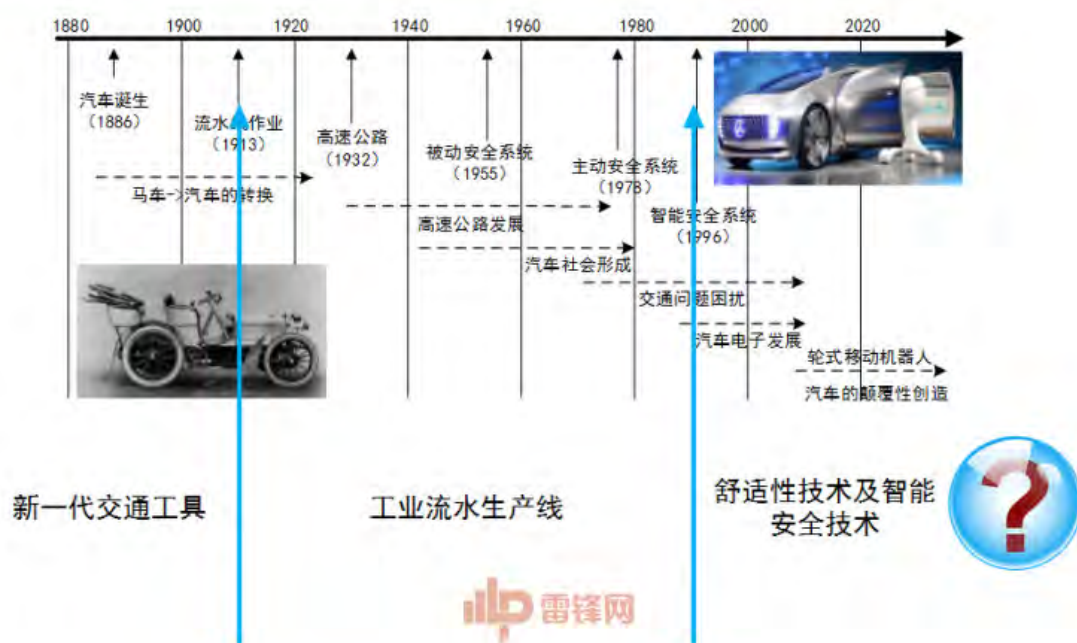 1880 1900 1920 1940 1960 1980 2000 2020
汽车诞生
(1886)
流水线作业
(1913)
高速公路
(1932)
被动安全系统
(1955)
主动安全系统
(1978)
马车->汽车的转换
智能安全系统
(1996)
高速公路发展
汽车社会形成
交通问题困扰
汽车电子发展
轮式移动机器人
汽车的颠覆性创造
新一代交通工具
工业流水生产线
舒适性技术及智能
安全技术
?
雷锋网